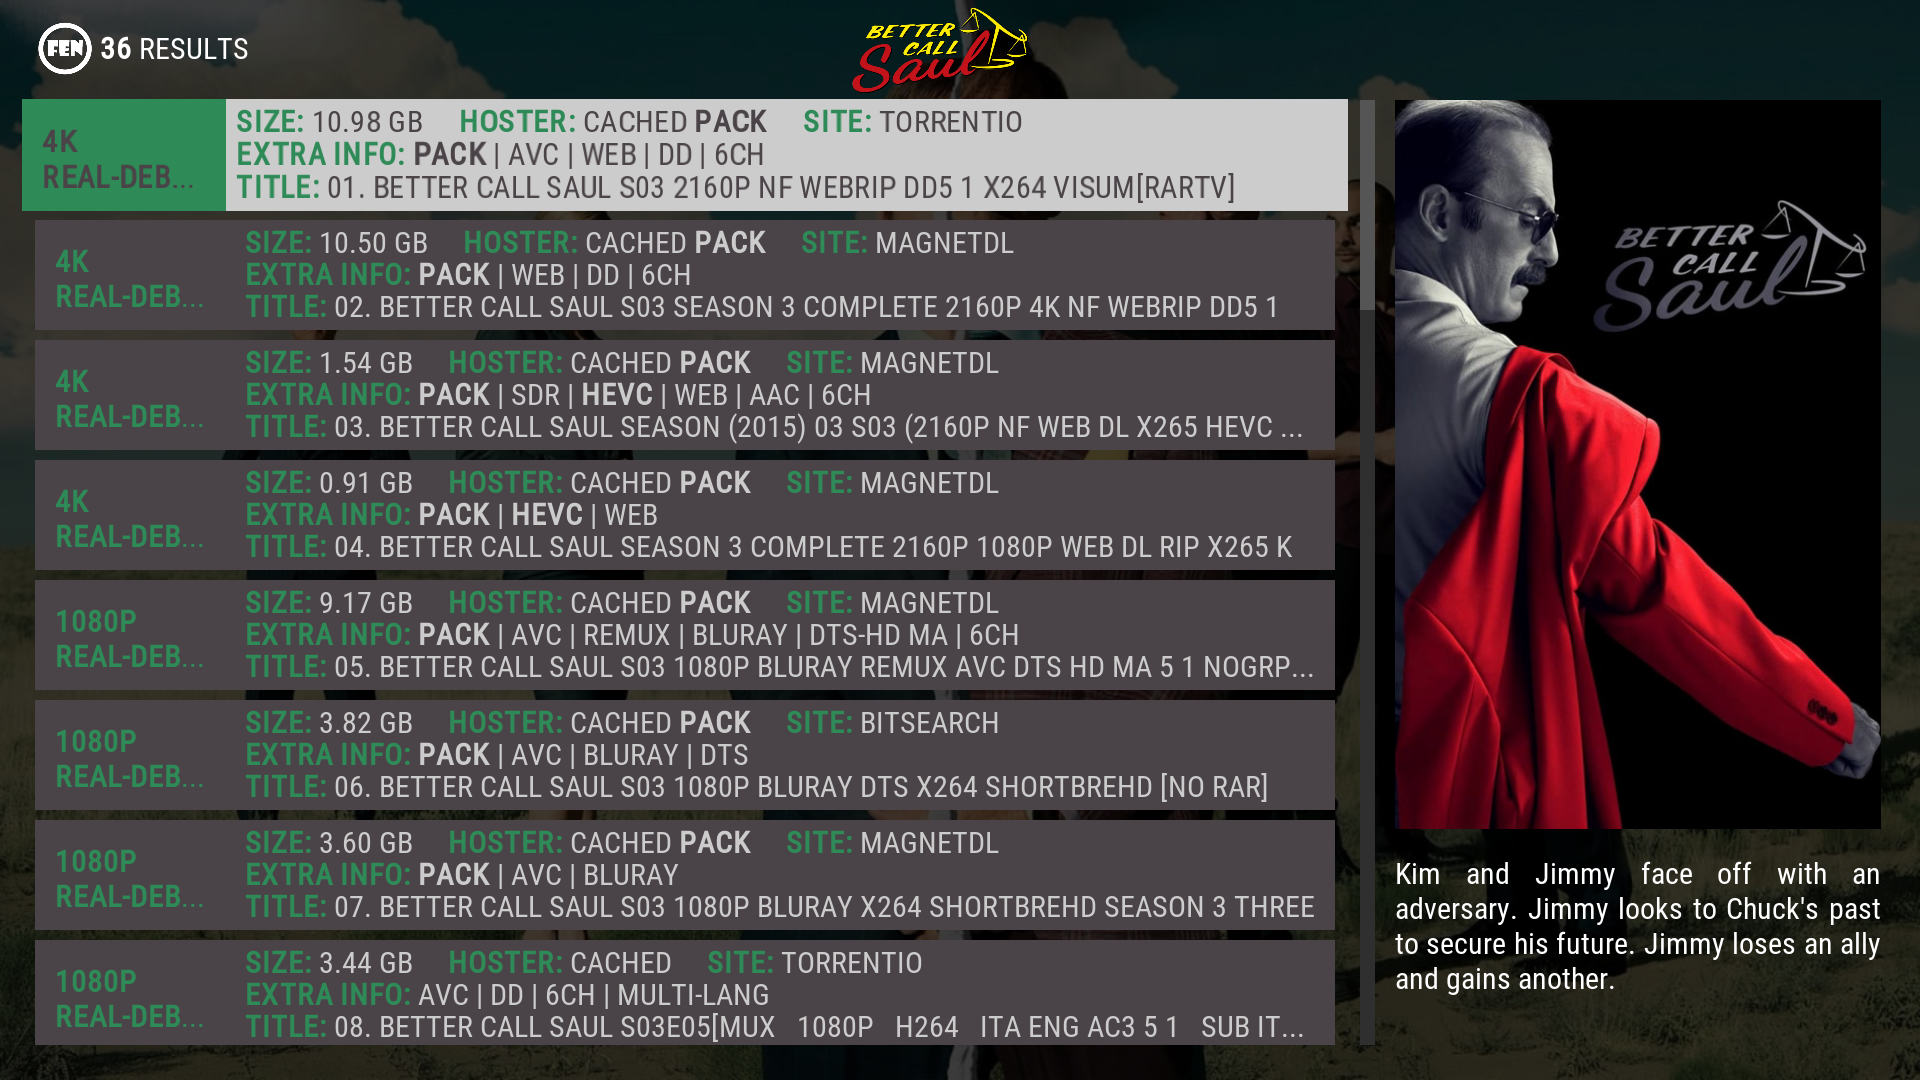 FEN 36 RESULTS
BETTER
CALL
Saul
4K
REAL-DEB...
SIZE: 10.98 GB HOSTER: CACHED PACK SITE: TORRENTIO
EXTRA INFO: PACK | AVC | WEB | DD | 6CH
TITLE: 01. BETTER CALL SAUL S03 2160P NF WEBRIP DD5 1 X264 VISUM[RARTV]
4K
REAL-DEB...
SIZE: 10.50 GB HOSTER: CACHED PACK SITE: MAGNETDL
EXTRA INFO: PACK | WEB | DD | 6CH
TITLE: 02. BETTER CALL SAUL S03 SEASON 3 COMPLETE 2160P 4K NF WEBRIP DD5 1
4K
REAL-DEB...
SIZE: 1.54 GB HOSTER: CACHED PACK SITE: MAGNETDL
EXTRA INFO: PACK | SDR | HEVC | WEB | AAC | 6CH
TITLE: 03. BETTER CALL SAUL SEASON (2015) 03 S03 (2160P NF WEB DL X265 HEVC ...
4K
REAL-DEB...
SIZE: 0.91 GB HOSTER: CACHED PACK SITE: MAGNETDL
EXTRA INFO: PACK | HEVC | WEB
TITLE: 04. BETTER CALL SAUL SEASON 3 COMPLETE 2160P 1080P WEB DL RIP X265 K
1080P
REAL-DEB...
SIZE: 9.17 GB HOSTER: CACHED PACK SITE: MAGNETDL
EXTRA INFO: PACK | AVC | REMUX | BLURAY | DTS-HD MA | 6CH
TITLE: 05. BETTER CALL SAUL S03 1080P BLURAY REMUX AVC DTS HD MA 5 1 NOGRP...
1080P
REAL-DEB...
SIZE: 3.82 GB HOSTER: CACHED PACK SITE: BITSEARCH
EXTRA INFO: PACK | AVC | BLURAY | DTS
TITLE: 06. BETTER CALL SAUL S03 1080P BLURAY DTS X264 SHORTBREHD [NO RAR]
1080P
REAL-DEB...
SIZE: 3.60 GB HOSTER: CACHED PACK SITE: MAGNETDL
EXTRA INFO: PACK | AVC | BLURAY
TITLE: 07. BETTER CALL SAUL S03 1080P BLURAY X264 SHORTBREHD SEASON 3 THREE
1080P
REAL-DEB...
SIZE: 3.44 GB HOSTER: CACHED SITE: TORRENTIO
EXTRA INFO: AVC | DD | 6CH | MULTI-LANG
TITLE: 08. BETTER CALL SAUL S03E05[MUX 1080P H264 ITA ENG AC3 5 1 SUB IT...
BETTER
CALL
Saul
Kim and Jimmy face off with an
adversary. Jimmy looks to Chuck's past
to secure his future. Jimmy loses an ally
and gains another.